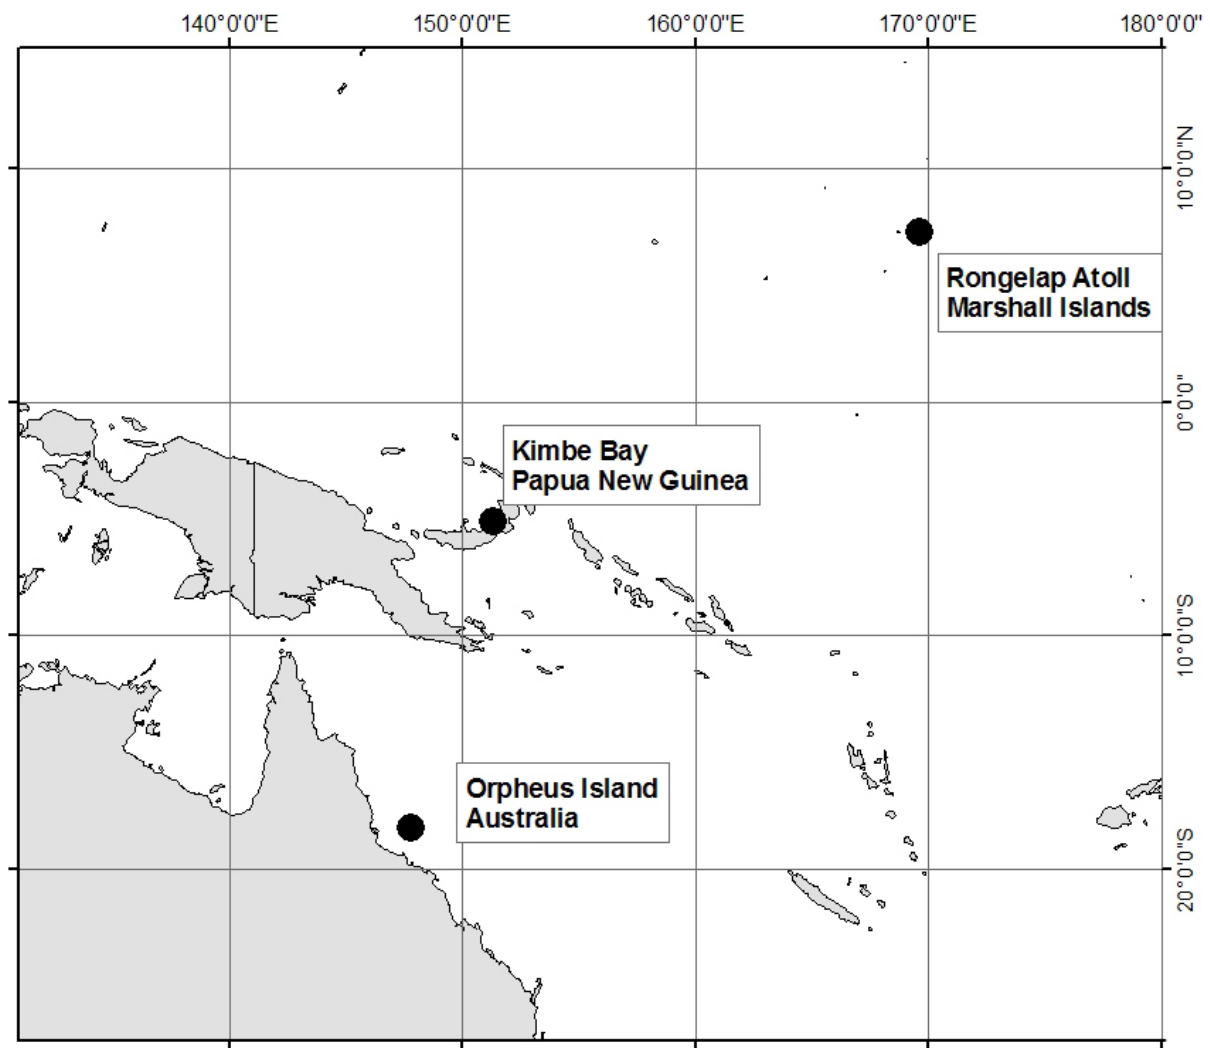 140°0'0"E
150°0'0"E
160°0'0"E
170°0'0"E
180°0'0"
10°0'0"N
Rongelap Atoll
Marshall Islands
0°0'0"
Kimbe Bay
Papua New Guinea
10°0'0"S
Orpheus Island
Australia
20°0'0"S